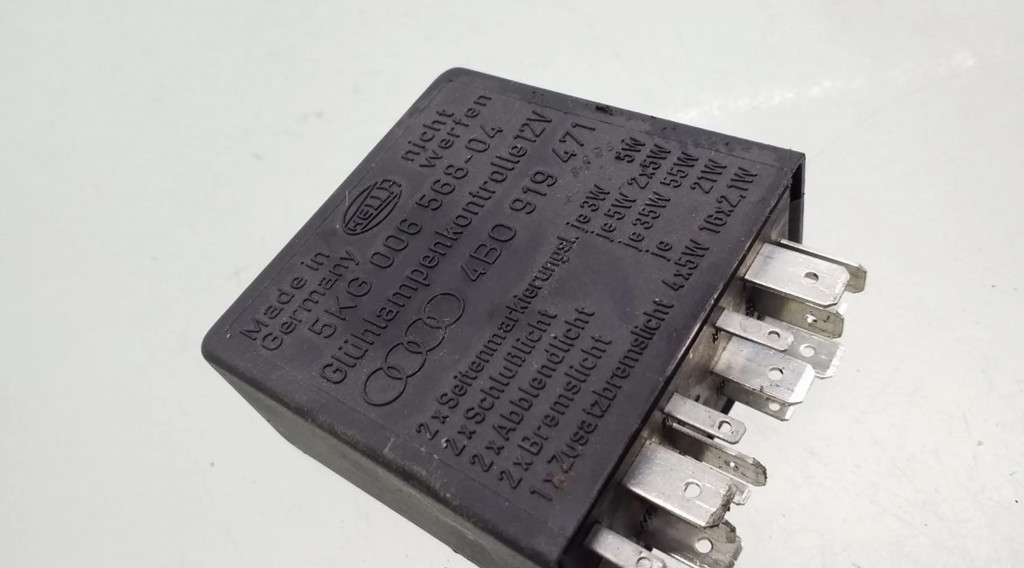 Made in
Germany
HELLA
nicht
werfen
5KG 006 568-04
Glühlampenkontrolle 12V
4B0 919 471
2 x Seitenmarkierungsl. je 3W 5W
2 x Schlußlicht je 5W 2x5W
2 x Abblendlicht je 35W 55W
2 x Bremslicht je 21W
1 x Zusatzbremslicht 4x5W 16x2,1W